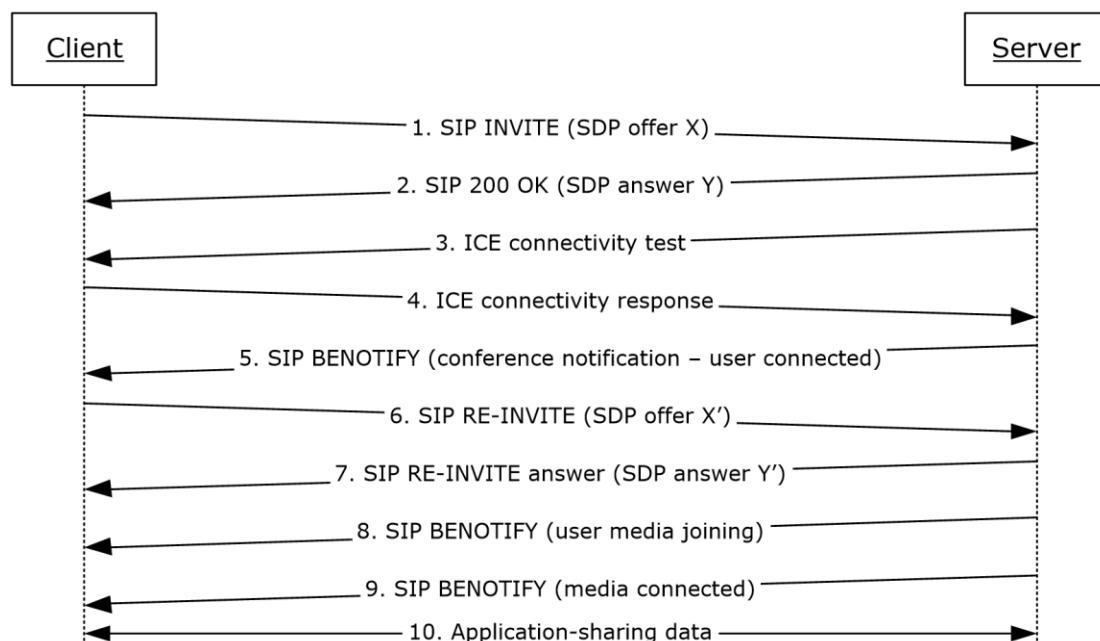 Client
Server
1. SIP INVITE (SDP offer X)
2. SIP 200 OK (SDP answer Y)
3. ICE connectivity test
4. ICE connectivity response
5. SIP BENOTIFY (conference notification – user connected)
6. SIP RE-INVITE (SDP offer X’)
7. SIP RE-INVITE answer (SDP answer Y’)
8. SIP BENOTIFY (user media joining)
9. SIP BENOTIFY (media connected)
10. Application-sharing data